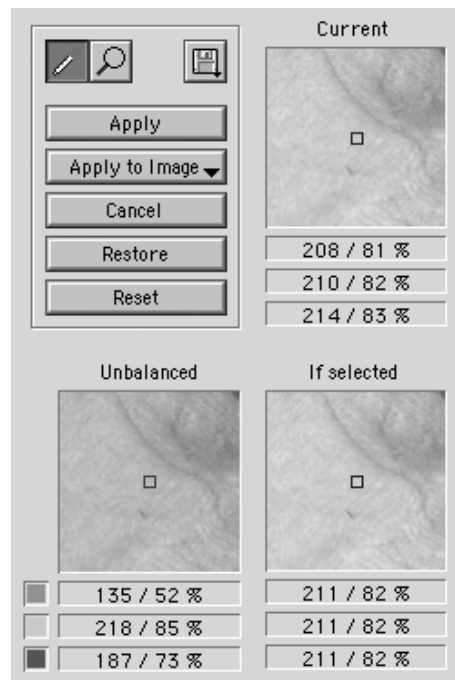 Current
Apply
Apply to Image
Cancel
Restore
Reset
208 / 81 %
210 / 82 %
214 / 83 %
Unbalanced
If selected
135 / 52 %
218 / 85 %
187 / 73 %
211 / 82 %
211 / 82 %
211 / 82 %